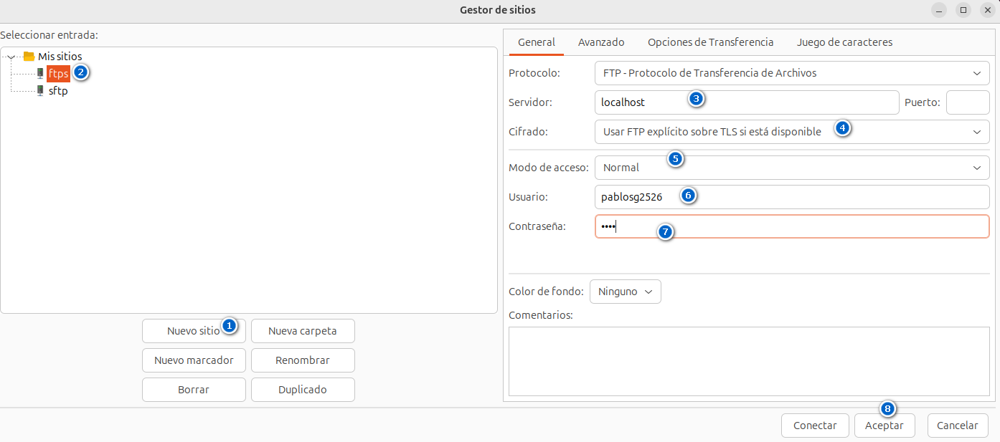 Gestor de sitios
Seleccionar entrada:
Mis sitios
ftps 2
sftp
Nuevo sitio 1 Nueva carpeta
Nuevo marcador Renombrar
Borrar Duplicado
General Avanzado Opciones de Transferencia Juego de caracteres
Protocolo: FTP - Protocolo de Transferencia de Archivos
Servidor: localhost 3 Puerto:
Cifrado: Usar FTP explícito sobre TLS si está disponible 4
Modo de acceso: Normal 5
Usuario: pablosg2526 6
Contraseña: •••• 7
Color de fondo: Ninguno
Comentarios:
8
Conectar Aceptar Cancelar